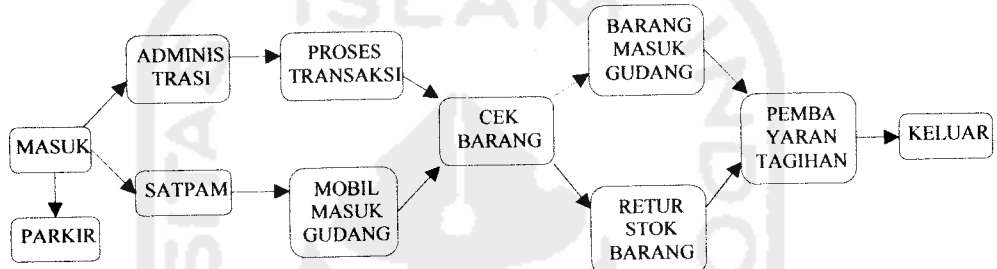 MASUK
PARKIR
ADMINIS
TRASI
SATPAM
PROSES
TRANSAKSI
MOBIL
MASUK
GUDANG
CEK
BARANG
BARANG
MASUK
GUDANG
RETUR
STOK
BARANG
PEMBA
YARAN
TAGIHAN
KELUAR
ISLAM